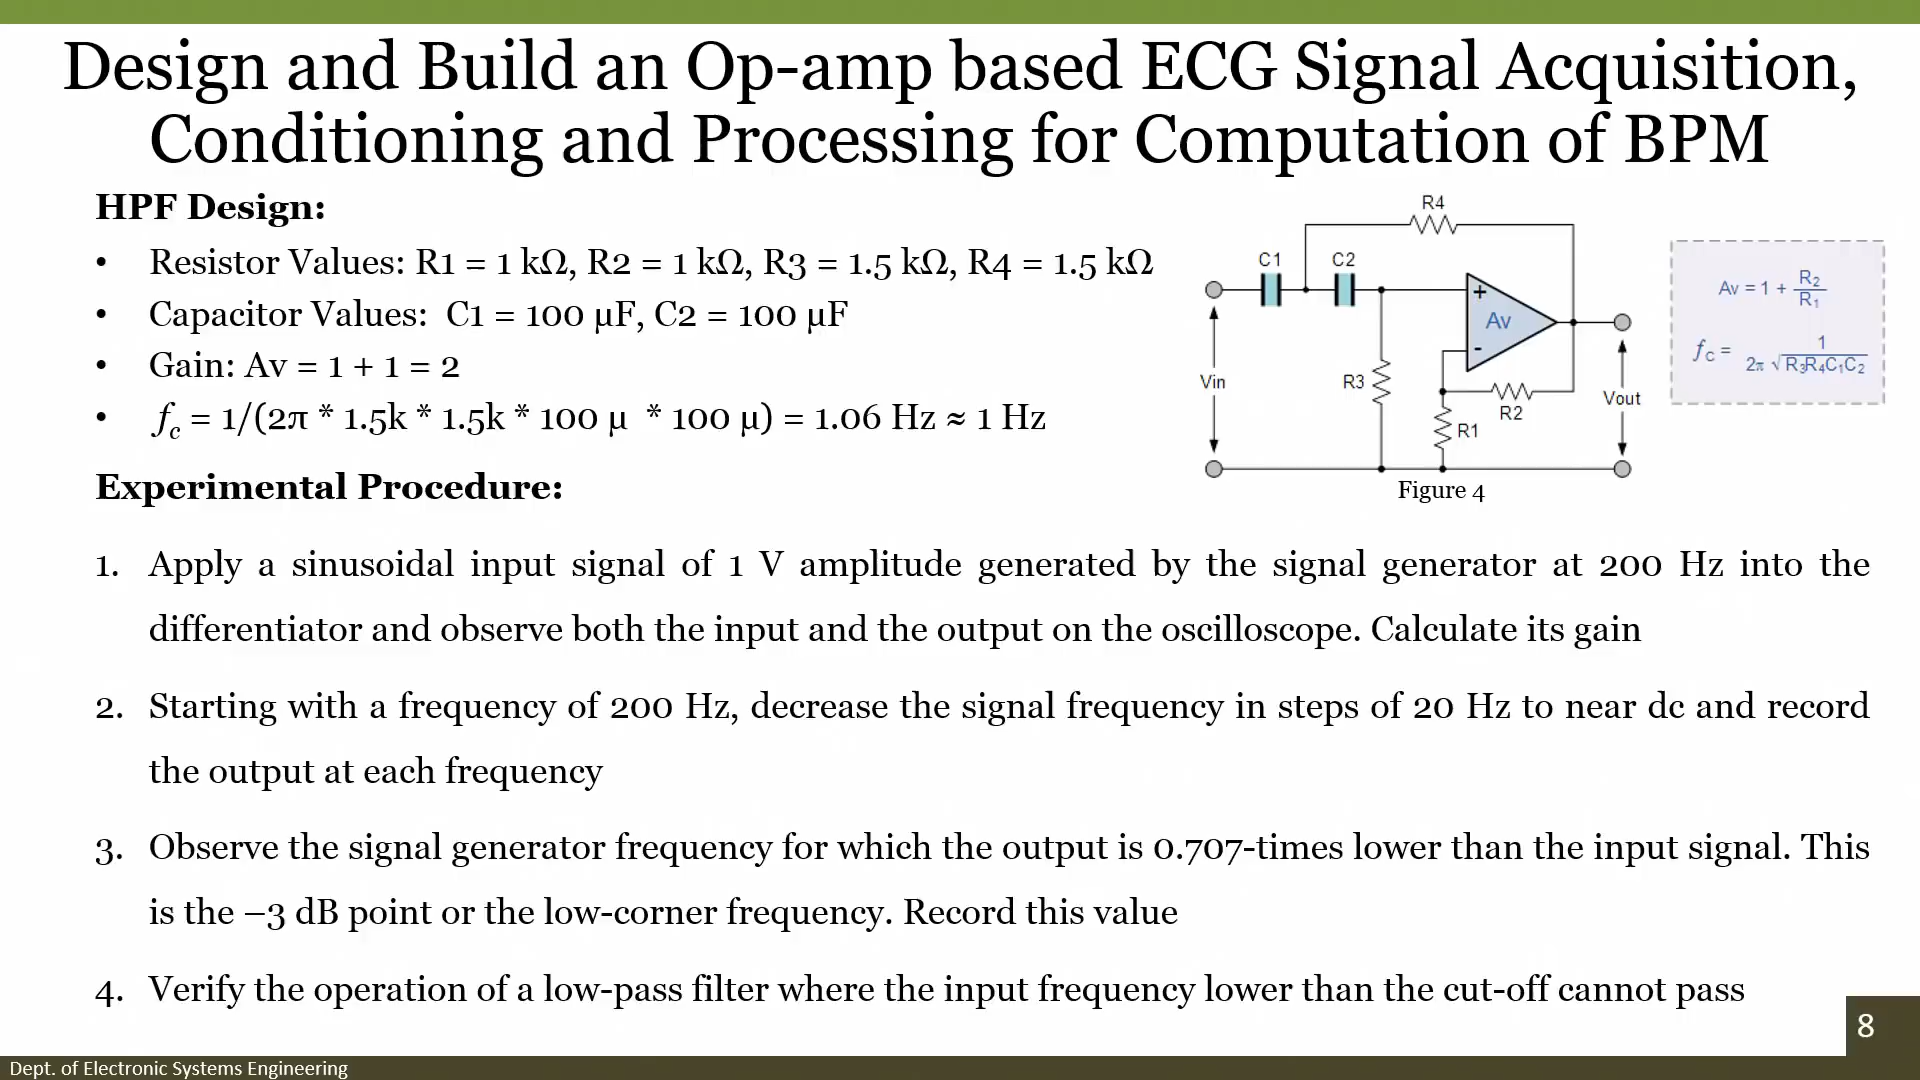 Design and Build an Op-amp based ECG Signal Acquisition,
Conditioning and Processing for Computation of BPM
HPF Design:
• Resistor Values: R1 = 1 kΩ, R2 = 1 kΩ, R3 = 1.5 kΩ, R4 = 1.5 kΩ
• Capacitor Values:  C1 = 100 µF, C2 = 100 µF
• Gain: Av = 1 + 1 = 2
• fc = 1/(2π * 1.5k * 1.5k * 100 µ  * 100 µ) = 1.06 Hz ≈ 1 Hz
R4
C1 C2
+
Av
-
Vin
R3
R2
R1
Vout
Figure 4
Av = 1 + R2/R1
fC = 1/2π √R3R4C1C2
Experimental Procedure:
1. Apply a sinusoidal input signal of 1 V amplitude generated by the signal generator at 200 Hz into the
differentiator and observe both the input and the output on the oscilloscope. Calculate its gain
2. Starting with a frequency of 200 Hz, decrease the signal frequency in steps of 20 Hz to near dc and record
the output at each frequency
3. Observe the signal generator frequency for which the output is 0.707-times lower than the input signal. This
is the –3 dB point or the low-corner frequency. Record this value
4. Verify the operation of a low-pass filter where the input frequency lower than the cut-off cannot pass
8
Dept. of Electronic Systems Engineering